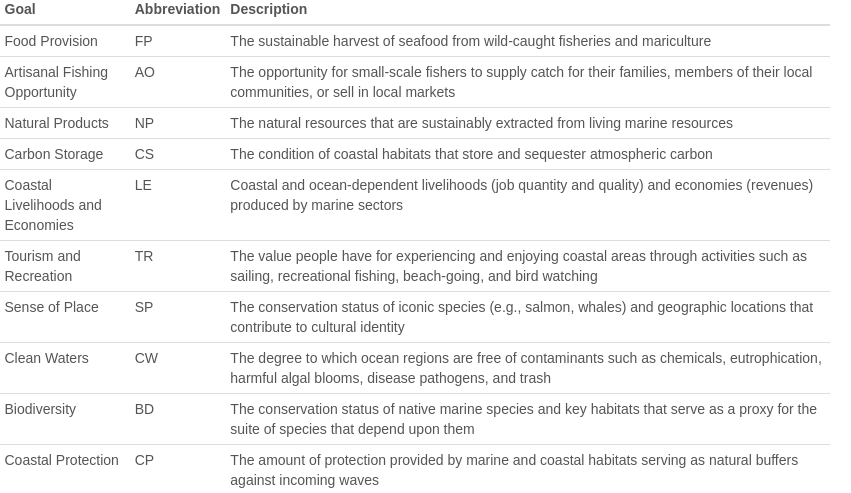 Goal Abbreviation Description
Food Provision FP The sustainable harvest of seafood from wild-caught fisheries and mariculture
Artisanal Fishing AO The opportunity for small-scale fishers to supply catch for their families, members of their local
Opportunity communities, or sell in local markets
Natural Products NP The natural resources that are sustainably extracted from living marine resources
Carbon Storage CS The condition of coastal habitats that store and sequester atmospheric carbon
Coastal LE Coastal and ocean-dependent livelihoods (job quantity and quality) and economies (revenues)
Livelihoods and produced by marine sectors
Economies
Tourism and TR The value people have for experiencing and enjoying coastal areas through activities such as
Recreation sailing, recreational fishing, beach-going, and bird watching
Sense of Place SP The conservation status of iconic species (e.g., salmon, whales) and geographic locations that
contribute to cultural identity
Clean Waters CW The degree to which ocean regions are free of contaminants such as chemicals, eutrophication,
harmful algal blooms, disease pathogens, and trash
Biodiversity BD The conservation status of native marine species and key habitats that serve as a proxy for the
suite of species that depend upon them
Coastal Protection CP The amount of protection provided by marine and coastal habitats serving as natural buffers
against incoming waves